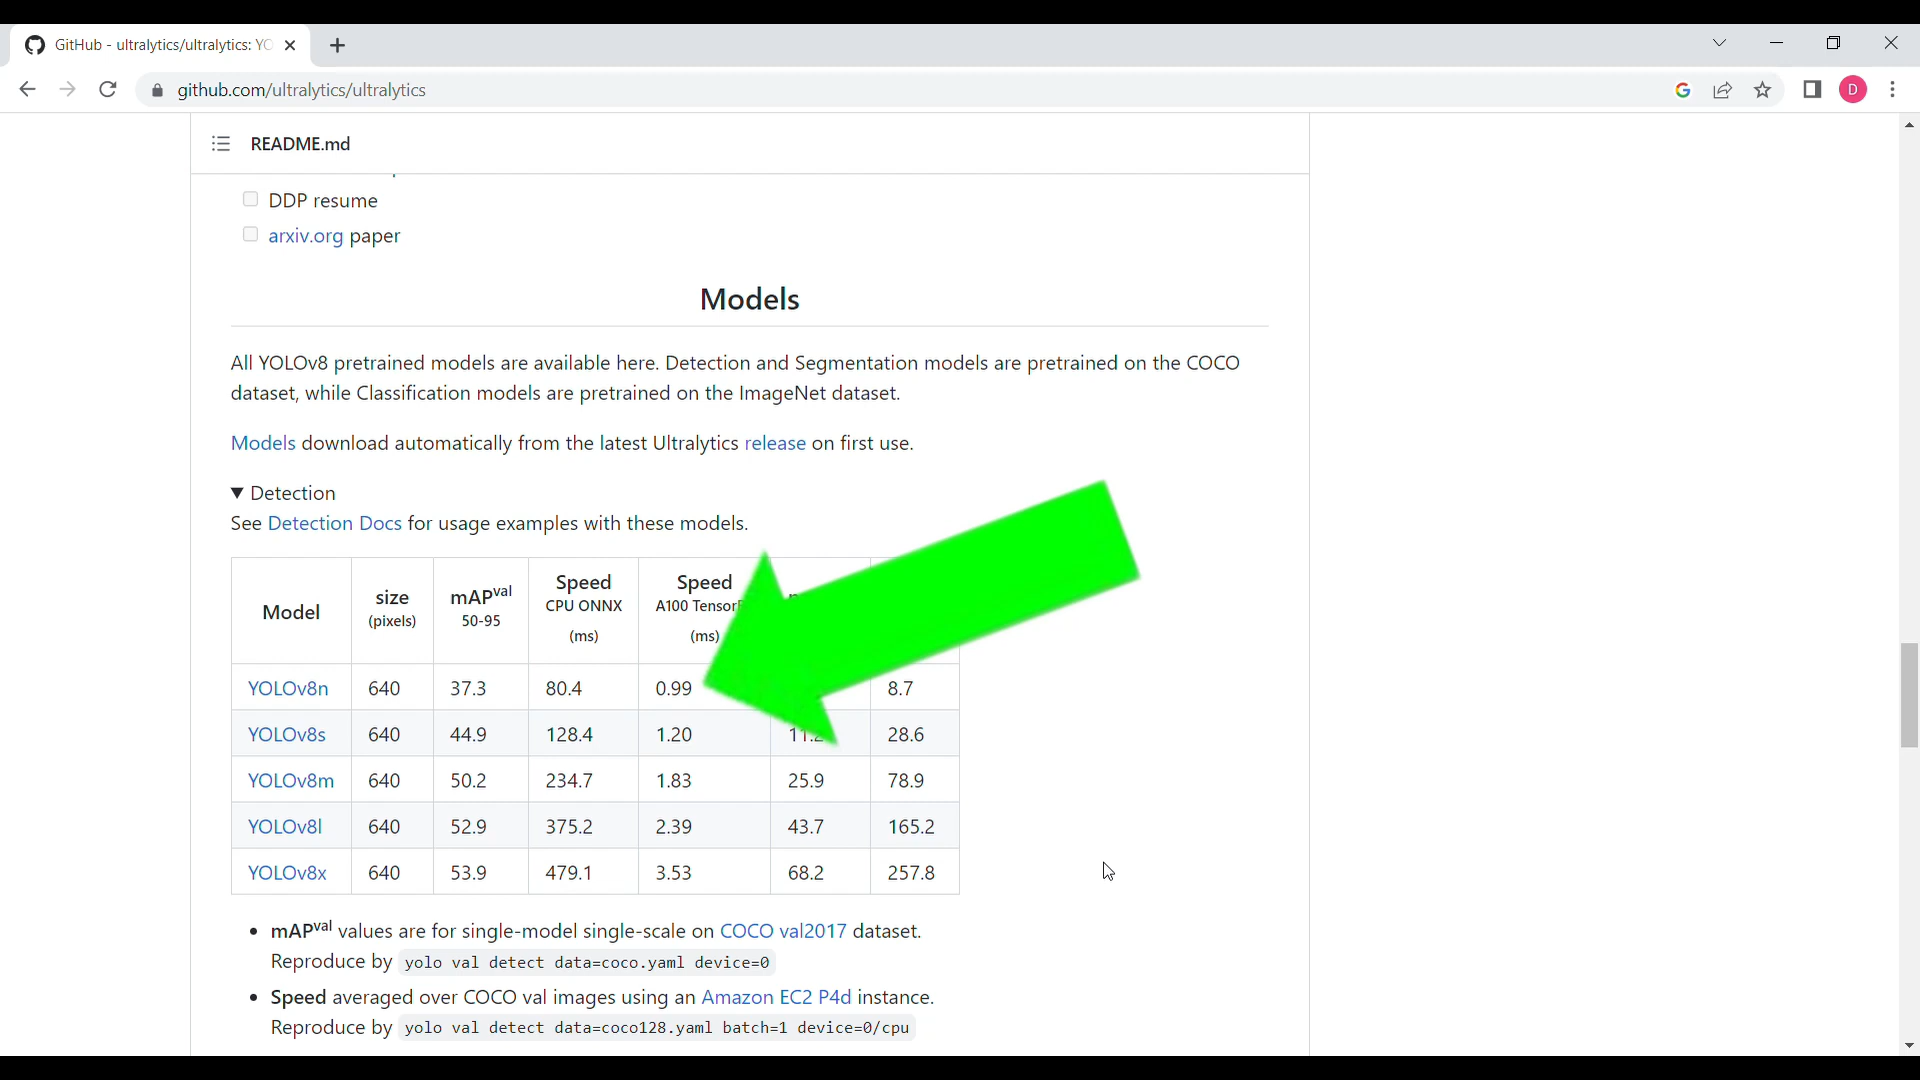 GitHub - ultralytics/ultralytics: YO
github.com/ultralytics/ultralytics
D
README.md
DDP resume
arxiv.org paper
Models
All YOLOv8 pretrained models are available here. Detection and Segmentation models are pretrained on the COCO
dataset, while Classification models are pretrained on the ImageNet dataset.
Models download automatically from the latest Ultralytics release on first use.
▼ Detection
See Detection Docs for usage examples with these models.
Model size (pixels) mAPval 50-95 Speed CPU ONNX (ms) Speed A100 Tensor (ms)
YOLOv8n 640 37.3 80.4 0.99 8.7
YOLOv8s 640 44.9 128.4 1.20 28.6
YOLOv8m 640 50.2 234.7 1.83 25.9 78.9
YOLOv8l 640 52.9 375.2 2.39 43.7 165.2
YOLOv8x 640 53.9 479.1 3.53 68.2 257.8
• mAPval values are for single-model single-scale on COCO val2017 dataset.
Reproduce by yolo val detect data=coco.yaml device=0
• Speed averaged over COCO val images using an Amazon EC2 P4d instance.
Reproduce by yolo val detect data=coco128.yaml batch=1 device=0/cpu